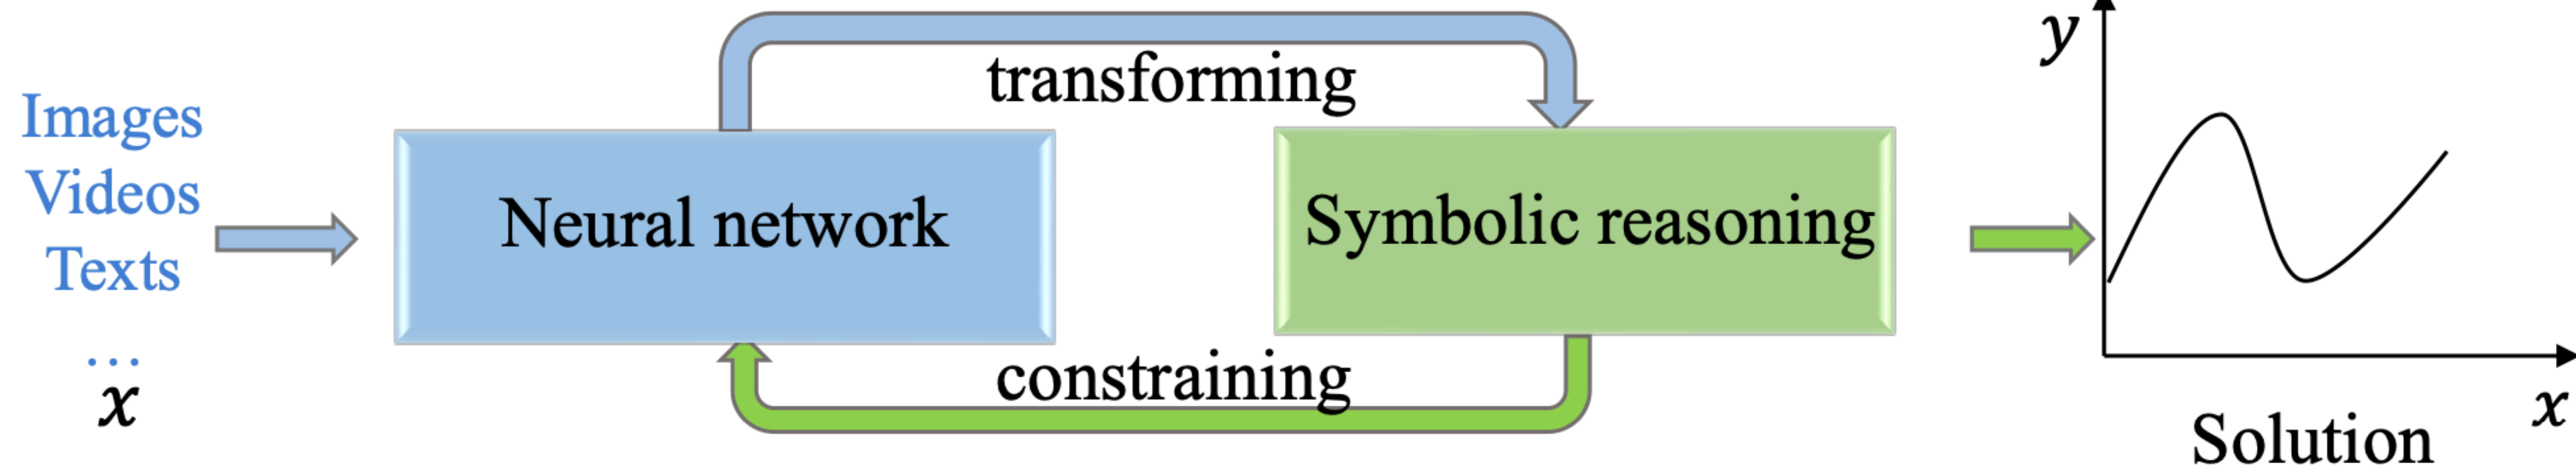 Images
Videos
Texts
...
x
Neural network
transforming
constraining
Symbolic reasoning
y
x
Solution